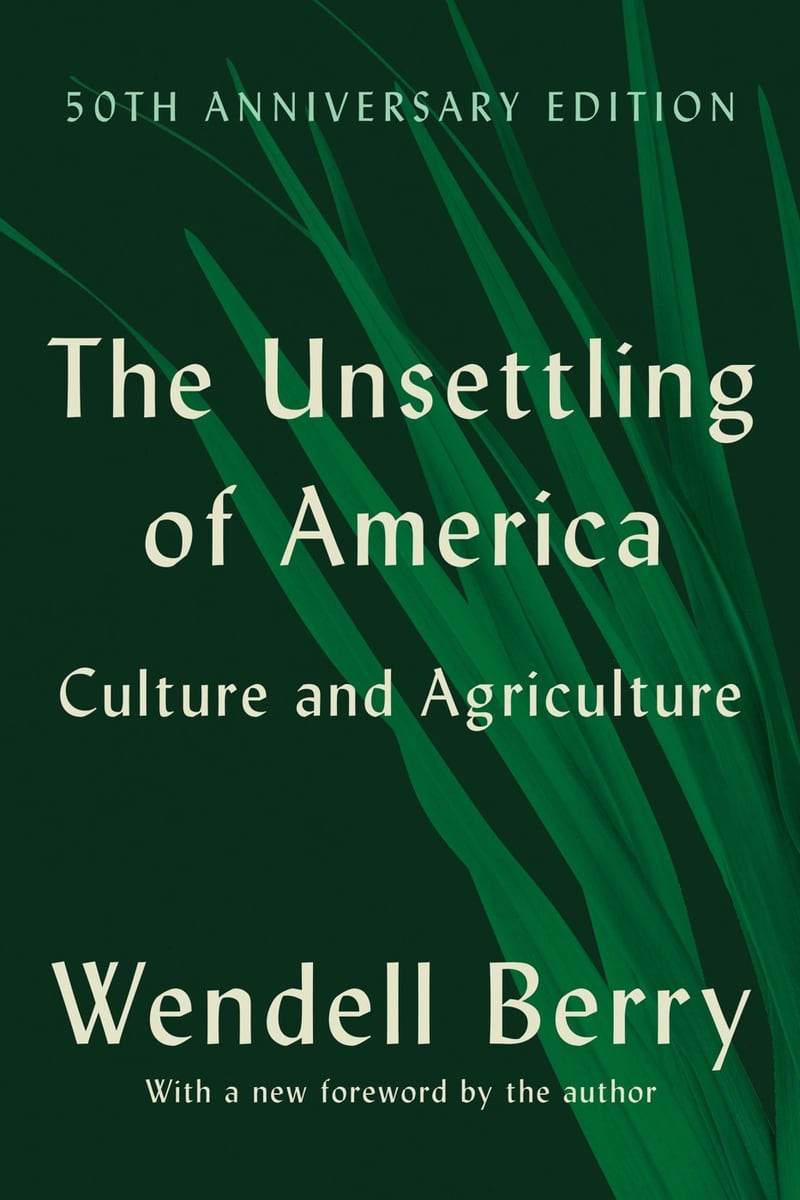 50TH ANNIVERSARY EDITION
The Unsettling
of America
Culture and Agriculture
Wendell Berry
With a new foreword by the author